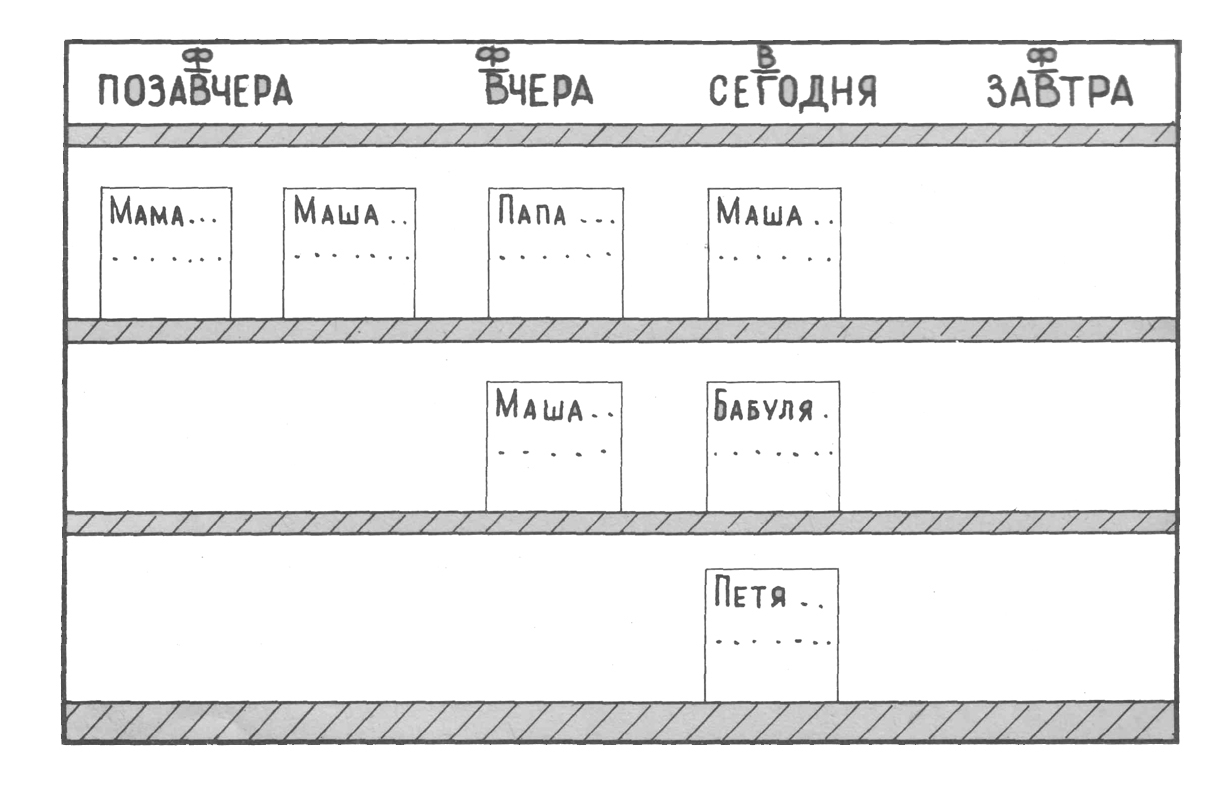 Ф Ф В Ф
ПОЗАВЧЕРА ВЧЕРА СЕГОДНЯ ЗАВТРА
МАМА... МАША.. ПАПА ... МАША..
....... ....... ...... ......
МАША.. БАБУЛЯ.
..... .......
ПЕТЯ ..
.......